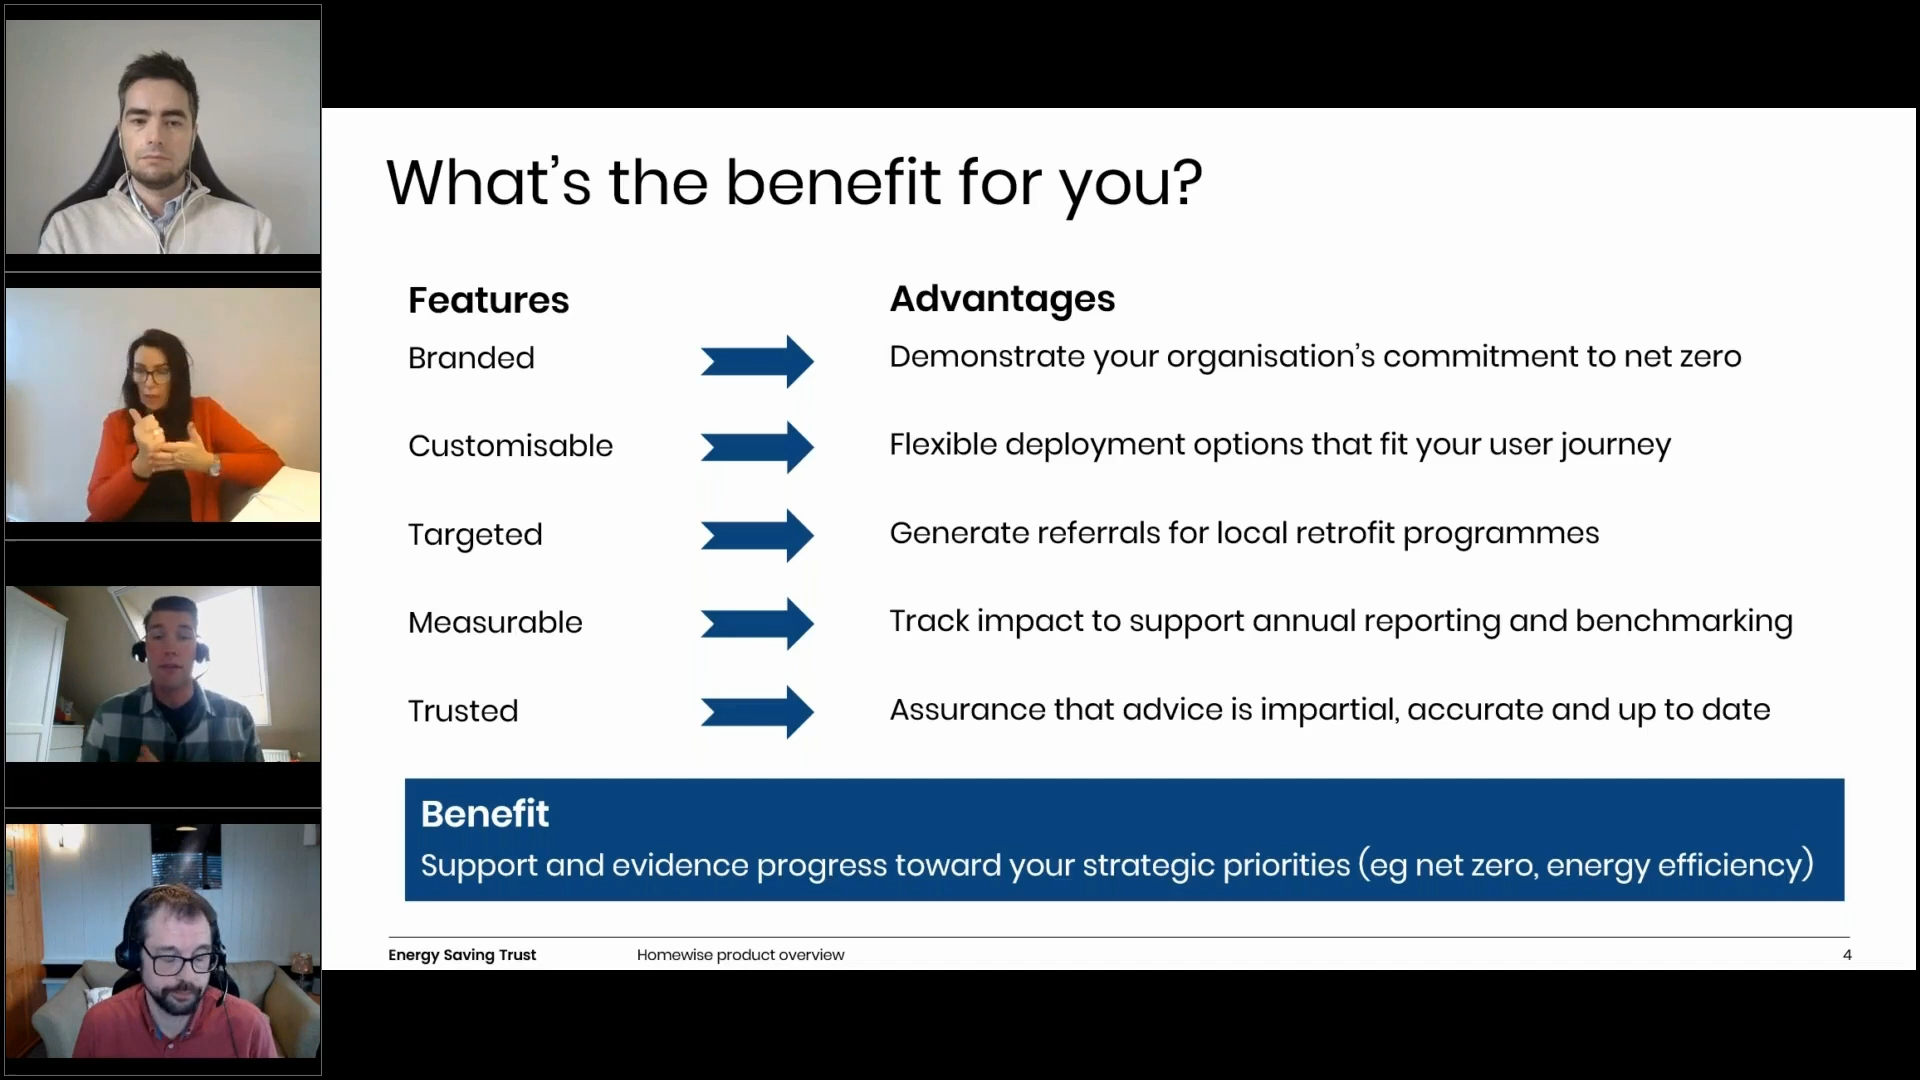 What's the benefit for you?
Features
Advantages
Branded
Demonstrate your organisation's commitment to net zero
Customisable
Flexible deployment options that fit your user journey
Targeted
Generate referrals for local retrofit programmes
Measurable
Track impact to support annual reporting and benchmarking
Trusted
Assurance that advice is impartial, accurate and up to date
Benefit
Support and evidence progress toward your strategic priorities (eg net zero, energy efficiency)
Energy Saving Trust
Homewise product overview
4